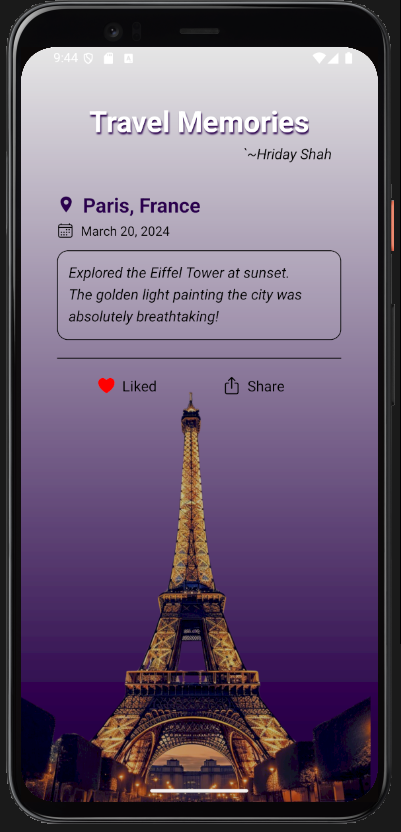 9:44
Travel Memories
`~Hriday Shah
Paris, France
March 20, 2024
Explored the Eiffel Tower at sunset.
The golden light painting the city was
absolutely breathtaking!
Liked
Share